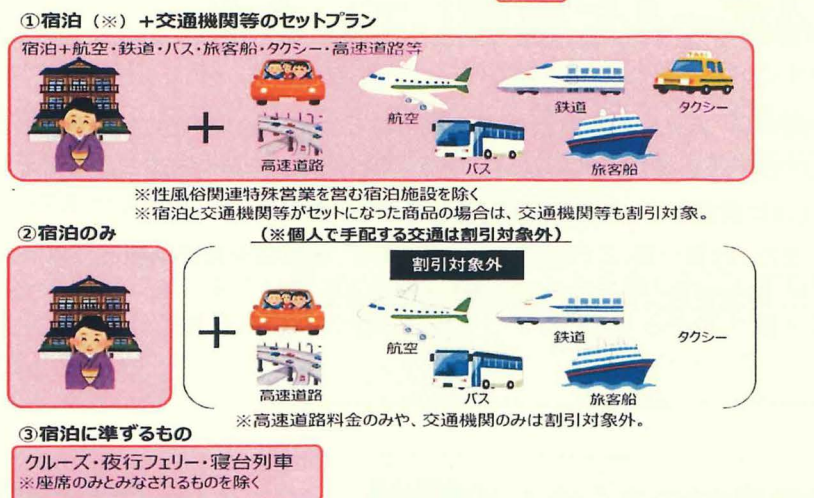 ①宿泊（※）+交通機関等のセットプラン
宿泊+航空・鉄道・バス・旅客船・タクシー・高速道路等
TAXI
航空
鉄道
タクシー
高速道路
バス
旅客船
※性風俗関連特殊営業を営む宿泊施設を除く
※宿泊と交通機関等がセットになった商品の場合は、交通機関等も割引対象。
②宿泊のみ
(※個人で手配する交通は割引対象外)
割引対象外
+
航空
鉄道
タクシー
高速道路
バス
旅客船
※高速道路料金のみや、交通機関のみは割引対象外。
③宿泊に準ずるもの
クルーズ・夜行フェリー・寝台列車
※座席のみとみなされるものを除く